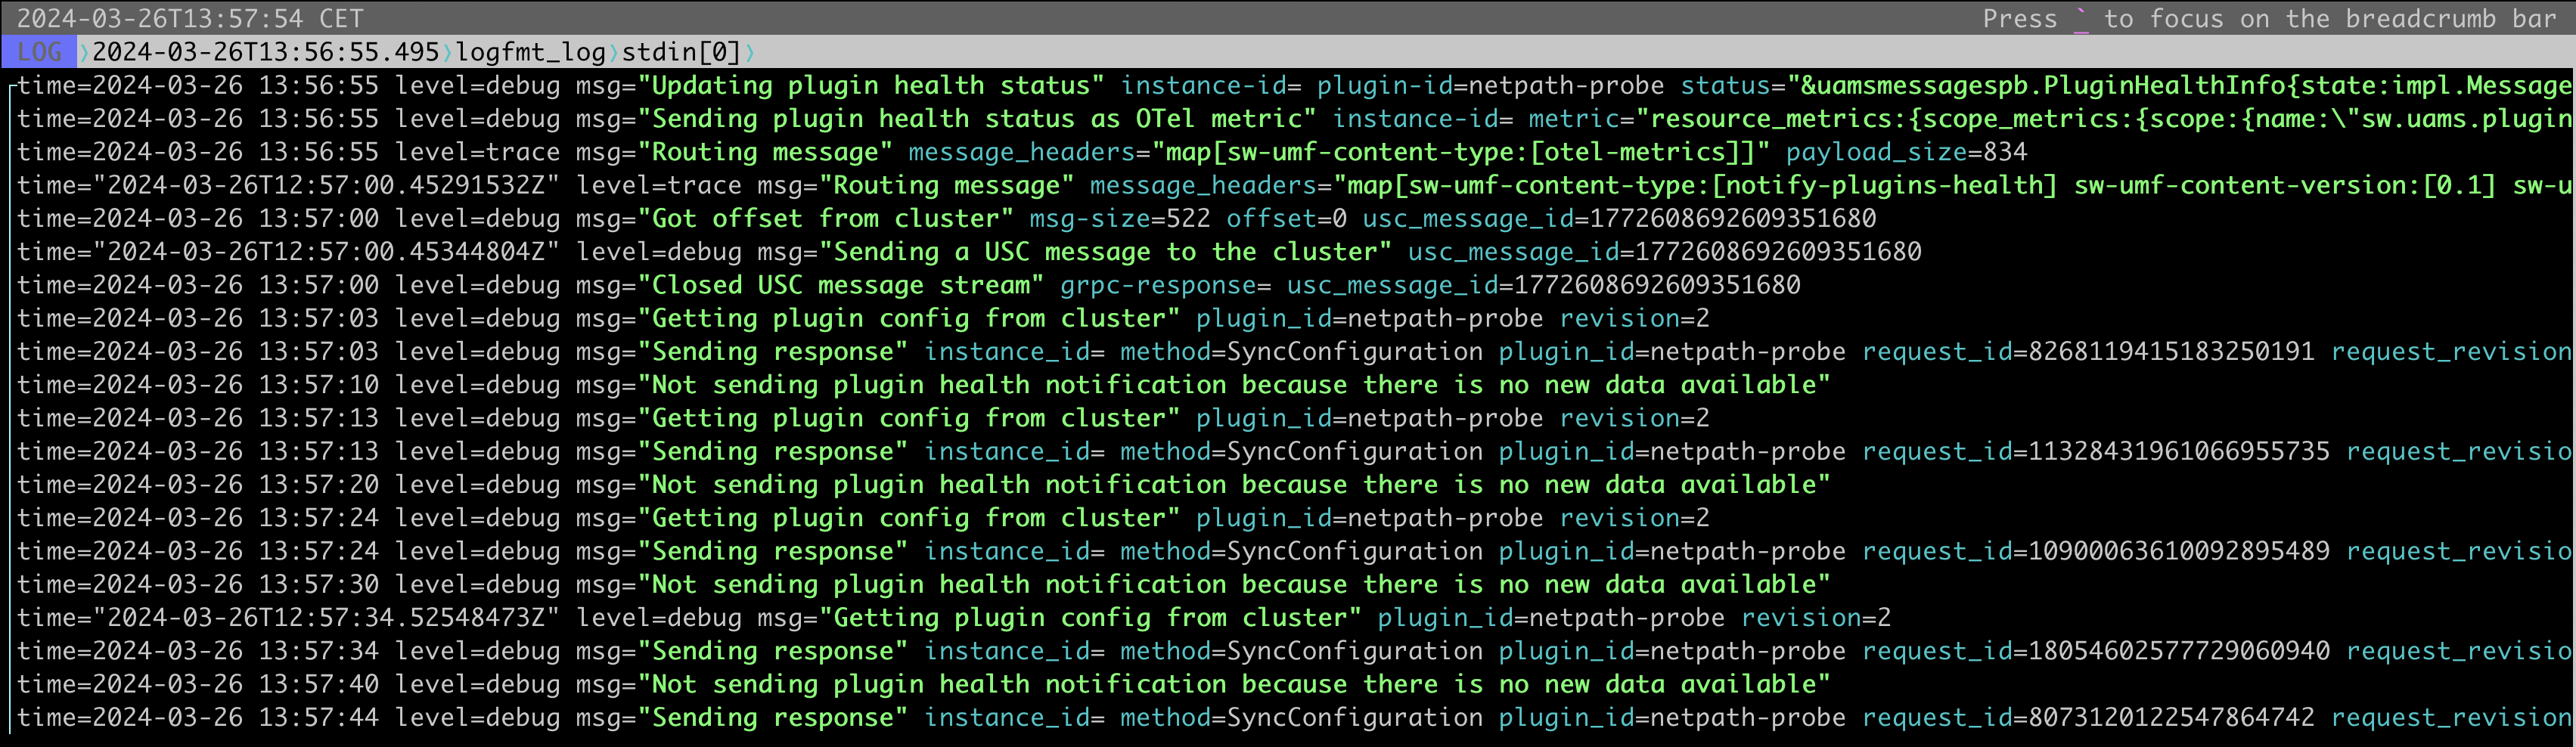 2024-03-26T13:57:54 CET Press ` to focus on the breadcrumb bar
LOG ❭2024-03-26T13:56:55.495❭logfmt_log❭stdin[0]❭
time=2024-03-26 13:56:55 level=debug msg="Updating plugin health status" instance-id= plugin-id=netpath-probe status="&uamsmessagespb.PluginHealthInfo{state:impl.Message
time=2024-03-26 13:56:55 level=debug msg="Sending plugin health status as OTel metric" instance-id= metric="resource_metrics:{scope_metrics:{scope:{name:\"sw.uams.plugin
time=2024-03-26 13:56:55 level=trace msg="Routing message" message_headers="map[sw-umf-content-type:[otel-metrics]]" payload_size=834
time="2024-03-26T12:57:00.45291532Z" level=trace msg="Routing message" message_headers="map[sw-umf-content-type:[notify-plugins-health] sw-umf-content-version:[0.1] sw-u
time=2024-03-26 13:57:00 level=debug msg="Got offset from cluster" msg-size=522 offset=0 usc_message_id=1772608692609351680
time="2024-03-26T12:57:00.45344804Z" level=debug msg="Sending a USC message to the cluster" usc_message_id=1772608692609351680
time=2024-03-26 13:57:00 level=debug msg="Closed USC message stream" grpc-response= usc_message_id=1772608692609351680
time=2024-03-26 13:57:03 level=debug msg="Getting plugin config from cluster" plugin_id=netpath-probe revision=2
time=2024-03-26 13:57:03 level=debug msg="Sending response" instance_id= method=SyncConfiguration plugin_id=netpath-probe request_id=8268119415183250191 request_revision
time=2024-03-26 13:57:10 level=debug msg="Not sending plugin health notification because there is no new data available"
time=2024-03-26 13:57:13 level=debug msg="Getting plugin config from cluster" plugin_id=netpath-probe revision=2
time=2024-03-26 13:57:13 level=debug msg="Sending response" instance_id= method=SyncConfiguration plugin_id=netpath-probe request_id=11328431961066955735 request_revisio
time=2024-03-26 13:57:20 level=debug msg="Not sending plugin health notification because there is no new data available"
time=2024-03-26 13:57:24 level=debug msg="Getting plugin config from cluster" plugin_id=netpath-probe revision=2
time=2024-03-26 13:57:24 level=debug msg="Sending response" instance_id= method=SyncConfiguration plugin_id=netpath-probe request_id=10900063610092895489 request_revisio
time=2024-03-26 13:57:30 level=debug msg="Not sending plugin health notification because there is no new data available"
time="2024-03-26T12:57:34.52548473Z" level=debug msg="Getting plugin config from cluster" plugin_id=netpath-probe revision=2
time=2024-03-26 13:57:34 level=debug msg="Sending response" instance_id= method=SyncConfiguration plugin_id=netpath-probe request_id=18054602577729060940 request_revisio
time=2024-03-26 13:57:40 level=debug msg="Not sending plugin health notification because there is no new data available"
time=2024-03-26 13:57:44 level=debug msg="Sending response" instance_id= method=SyncConfiguration plugin_id=netpath-probe request_id=8073120122547864742 request_revision